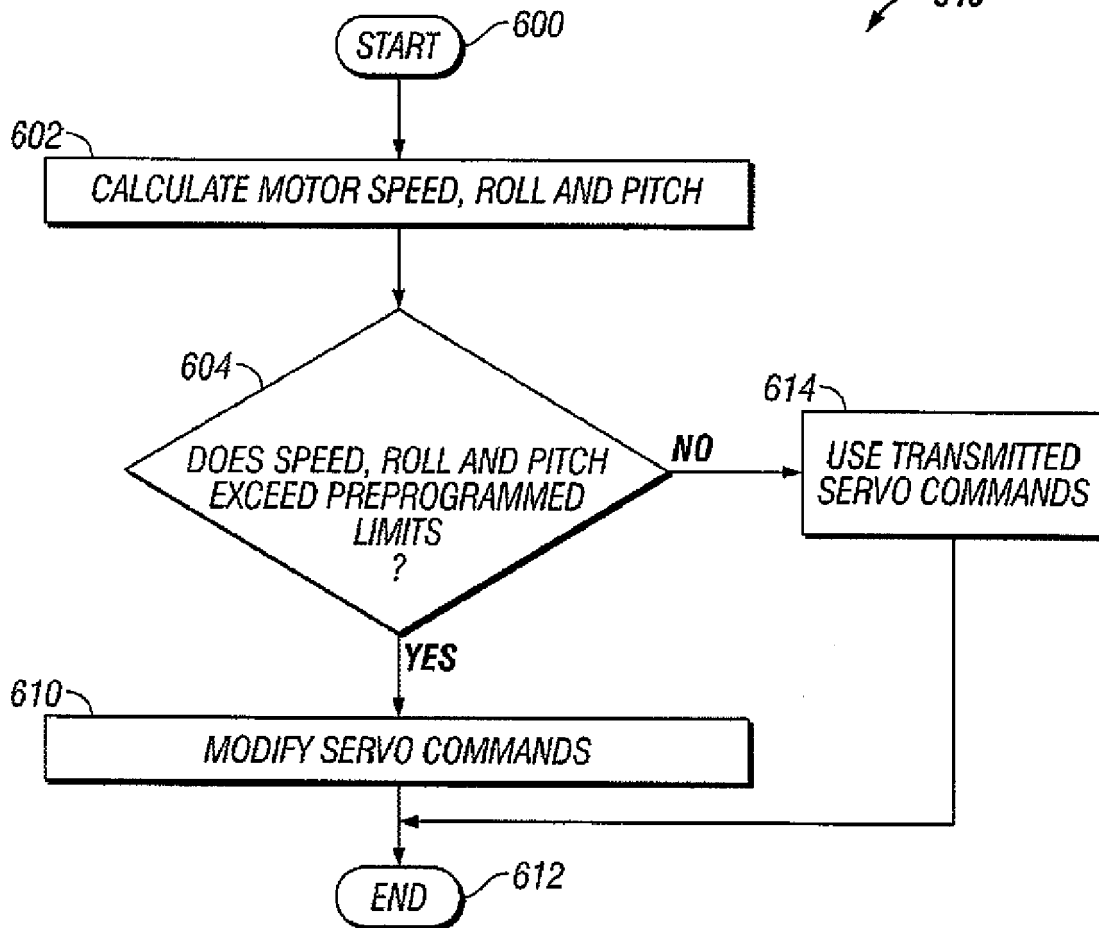 START
600
602
CALCULATE MOTOR SPEED, ROLL AND PITCH
604
DOES SPEED, ROLL AND PITCH
EXCEED PREPROGRAMMED
LIMITS
?
NO
614
USE TRANSMITTED
SERVO COMMANDS
YES
610
MODIFY SERVO COMMANDS
END
612